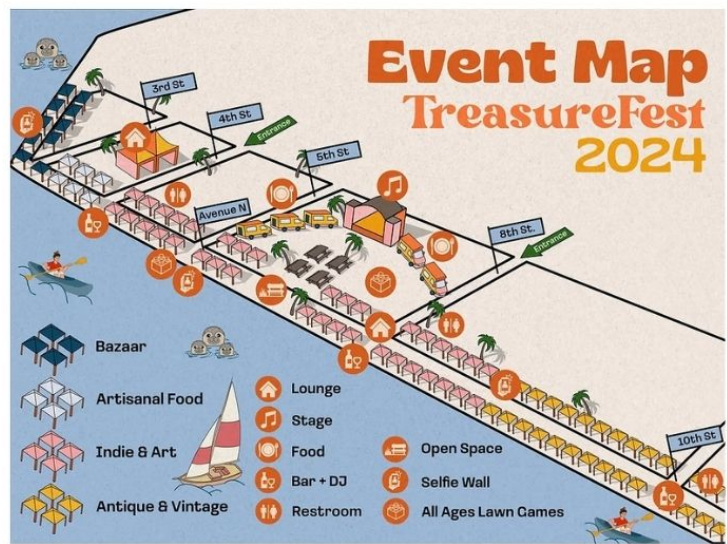 Event Map
TreasureFest
2024
3rd St
4th St
Entrance
5th St
Avenue N
8th St.
Entrance
10th St
Bazaar
Artisanal Food
Indie & Art
Antique & Vintage
Lounge
Stage
Food
Bar + DJ
Restroom
Open Space
Selfie Wall
All Ages Lawn Games